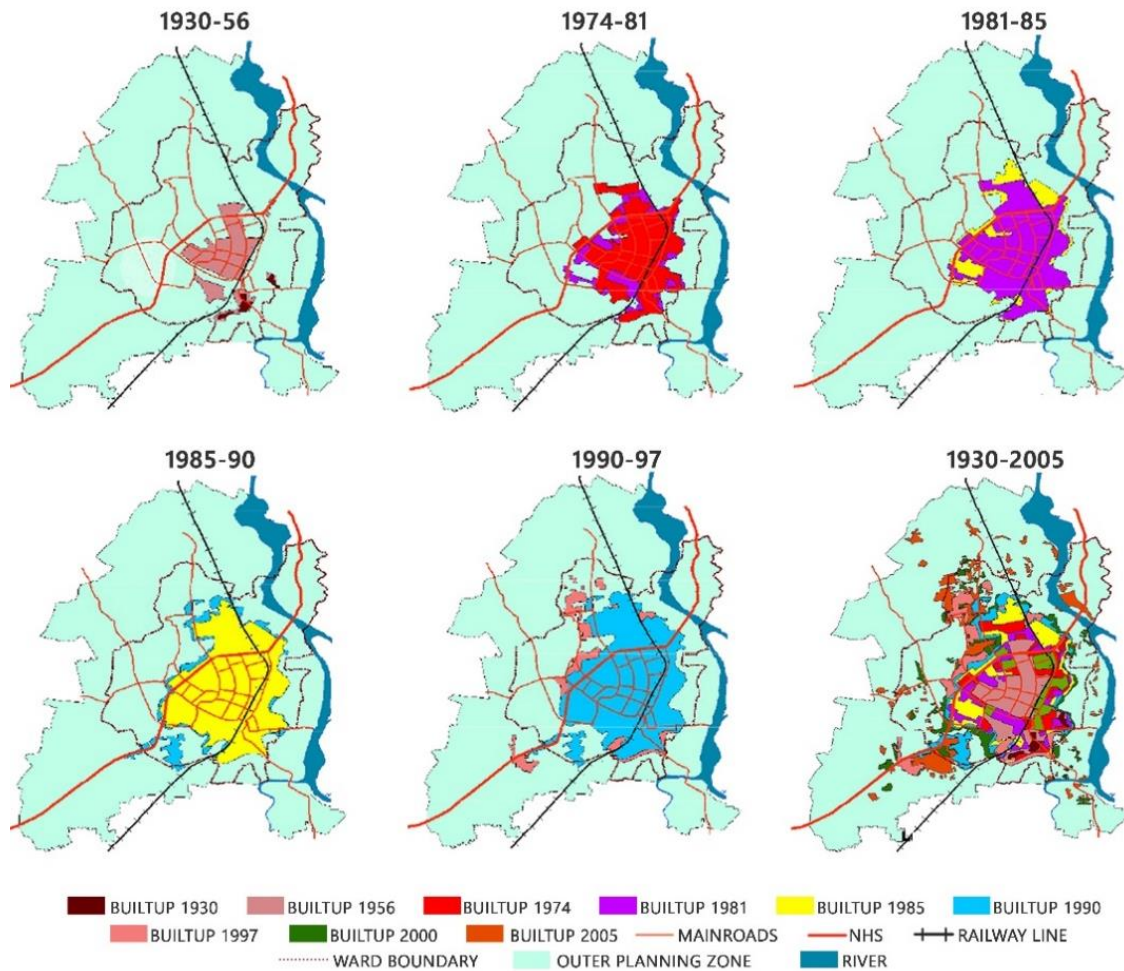 1930-56 1974-81 1981-85
1985-90 1990-97 1930-2005
BUILTUP 1930 BUILTUP 1956 BUILTUP 1974 BUILTUP 1981 BUILTUP 1985 BUILTUP 1990
BUILTUP 1997 BUILTUP 2000 BUILTUP 2005 MAINROADS NHS RAILWAY LINE
WARD BOUNDARY OUTER PLANNING ZONE RIVER